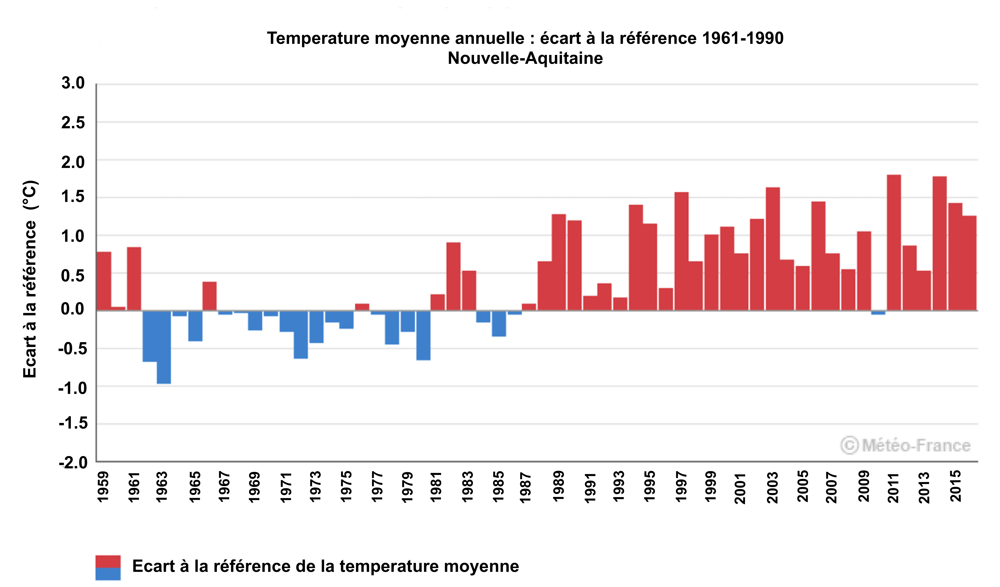 Temperature moyenne annuelle : écart à la référence 1961-1990
Nouvelle-Aquitaine
Ecart à la référence (°C)
3.0
2.5
2.0
1.5
1.0
0.5
0.0
-0.5
-1.0
-1.5
-2.0
© Météo-France
1959 1961 1963 1965 1967 1969 1971 1973 1975 1977 1979 1981 1983 1985 1987 1989 1991 1993 1995 1997 1999 2001 2003 2005 2007 2009 2011 2013 2015
Ecart à la référence de la temperature moyenne